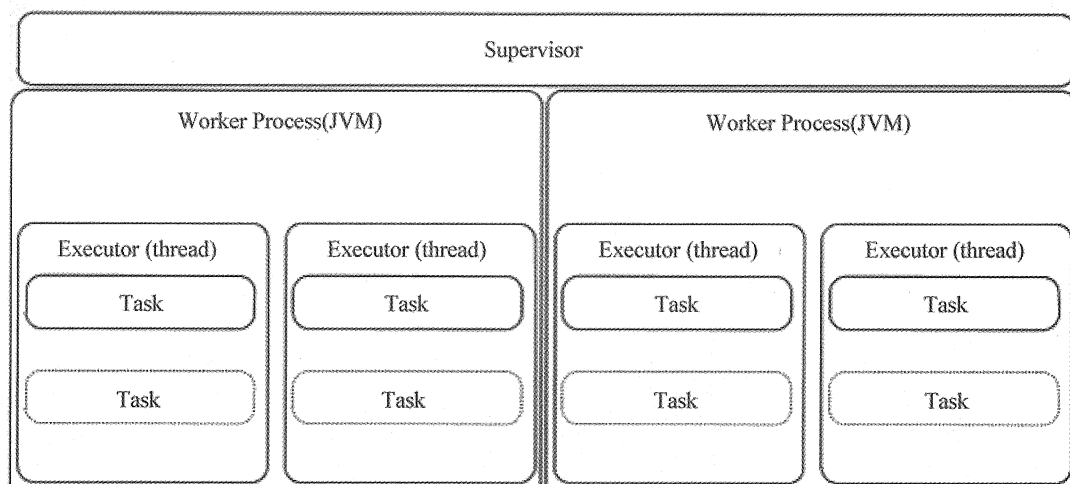 Supervisor
Worker Process(JVM)
Worker Process(JVM)
Executor (thread)
Executor (thread)
Executor (thread)
Executor (thread)
Task
Task
Task
Task
Task
Task
Task
Task